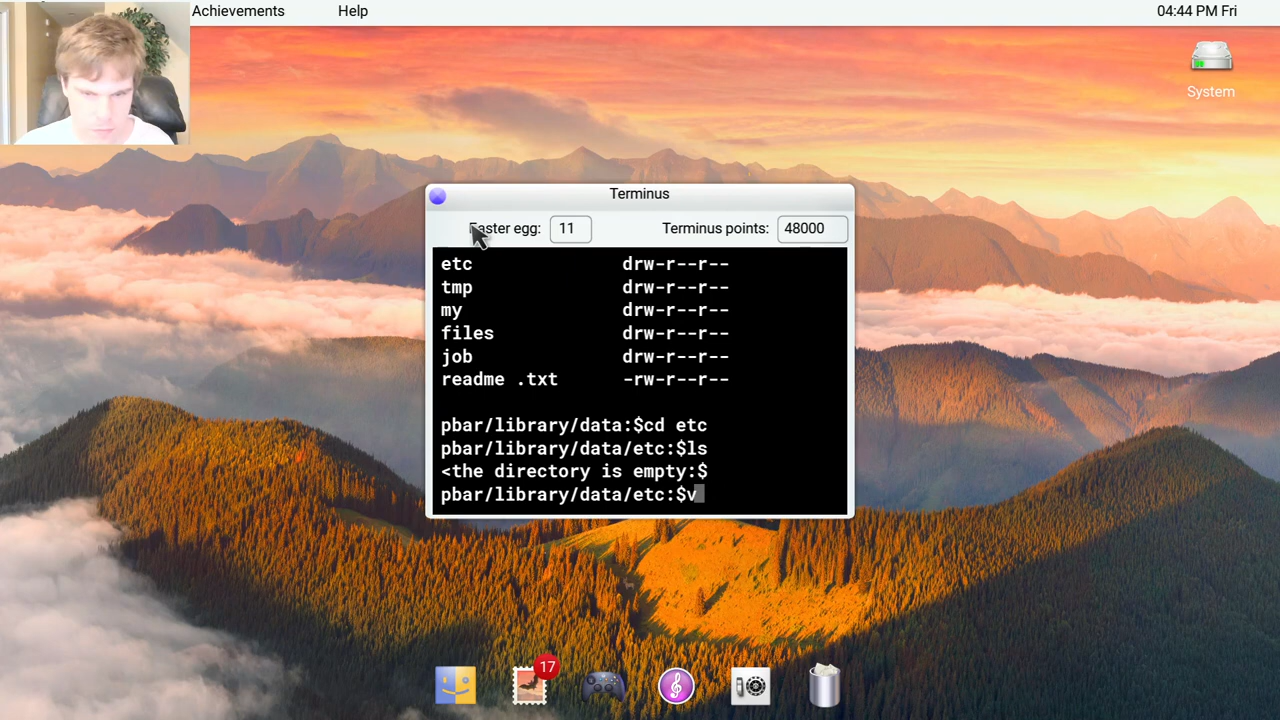 Achievements Help 04:44 PM Fri
System
Terminus
Easter egg: 11 Terminus points: 48000
etc drw-r--r--
tmp drw-r--r--
my drw-r--r--
files drw-r--r--
job drw-r--r--
readme .txt -rw-r--r--
pbar/library/data:$cd etc
pbar/library/data/etc:$ls
<the directory is empty:$
pbar/library/data/etc:$v
17